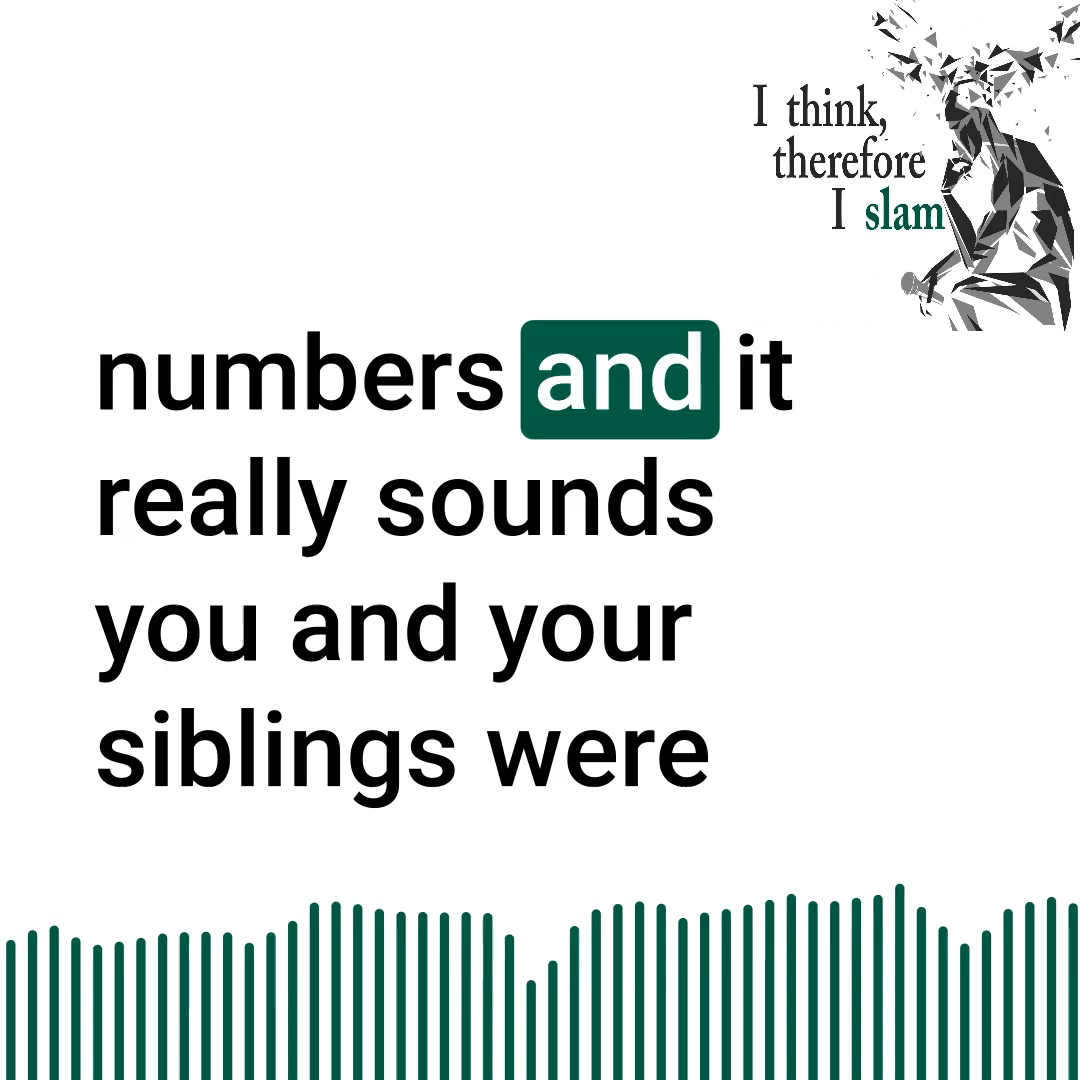 I think,
therefore
I slam
numbers and it
really sounds
you and your
siblings were